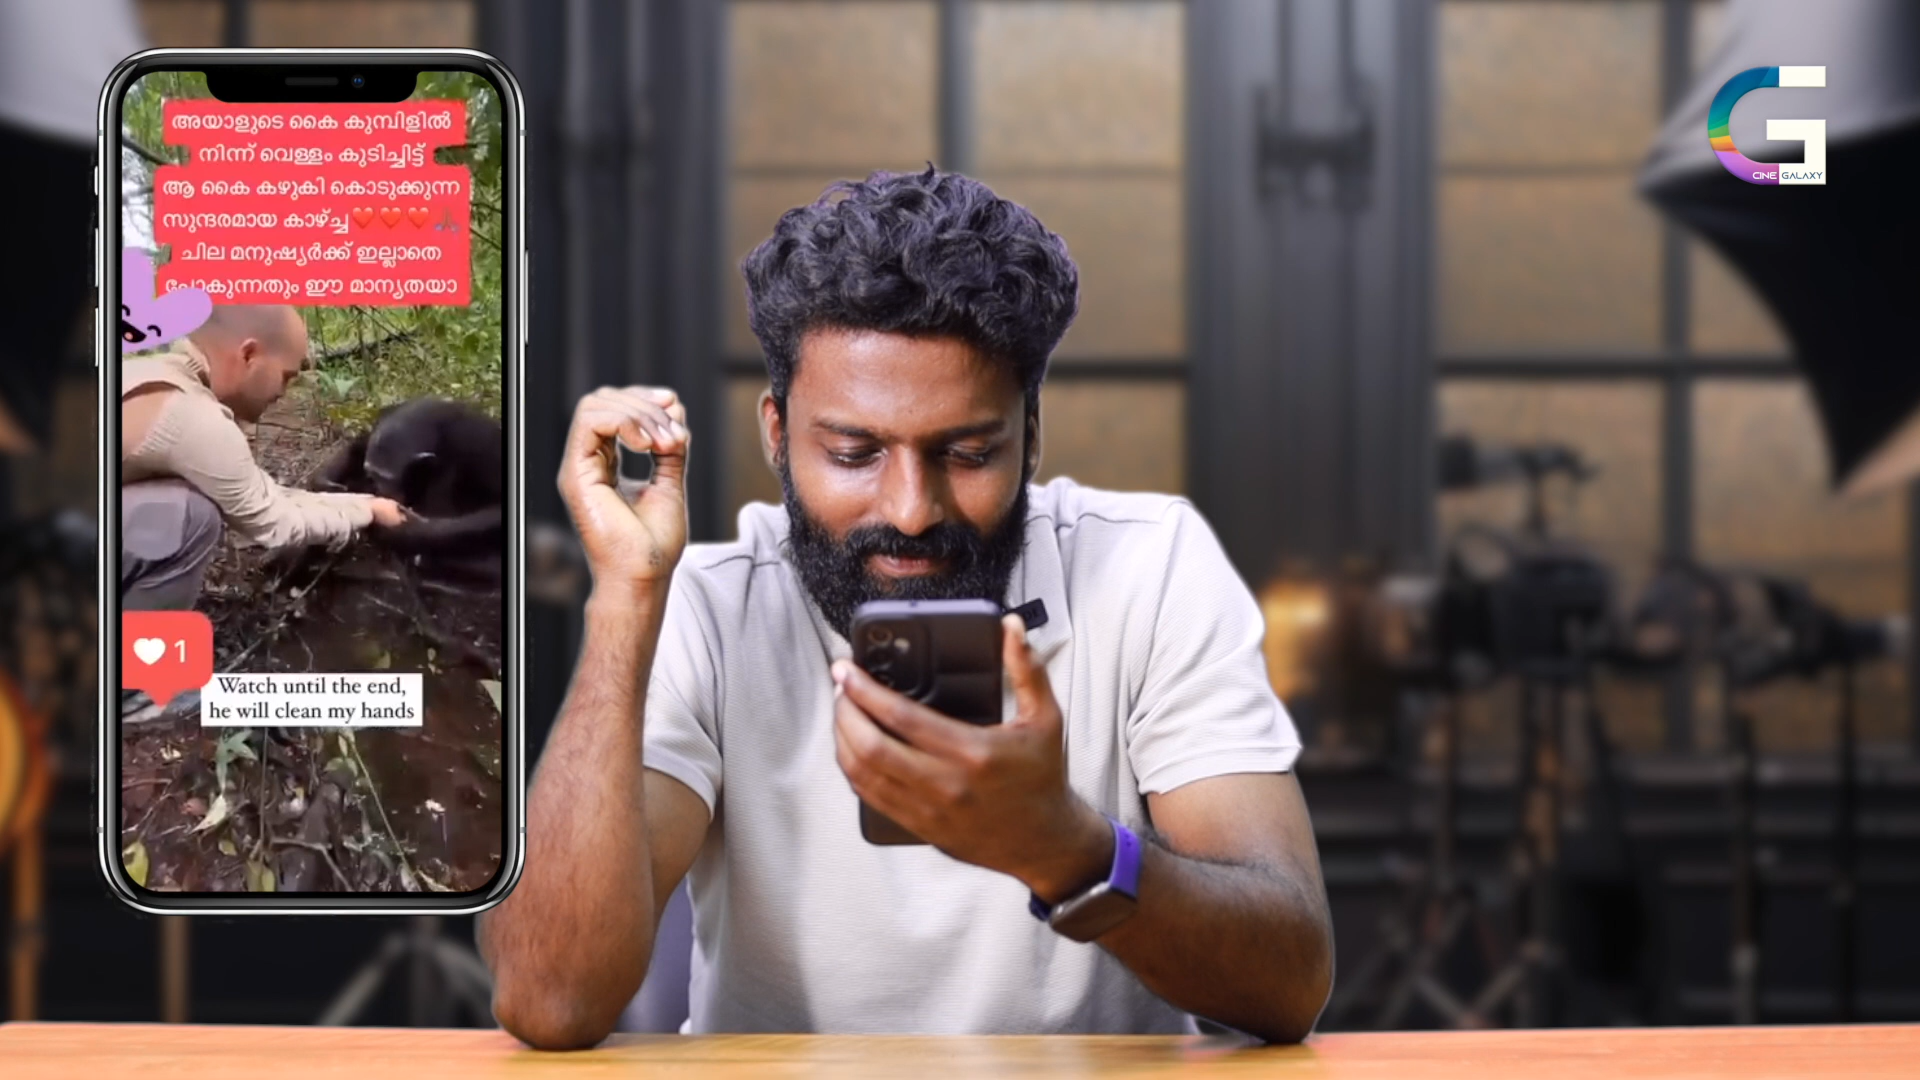 അയാളുടെ കൈ കുമ്പിളിൽ
നിന്ന് വെള്ളം കുടിച്ചിട്ട്
ആ കൈ കഴുകി കൊടുക്കുന്ന
സുന്ദരമായ കാഴ്ച്ച❤️❤️❤️🙏
ചില മനുഷ്യർക്ക് ഇല്ലാതെ
പോകുന്നതും ഈ മാന്യതയാ
1
Watch until the end,
he will clean my hands
CINE GALAXY